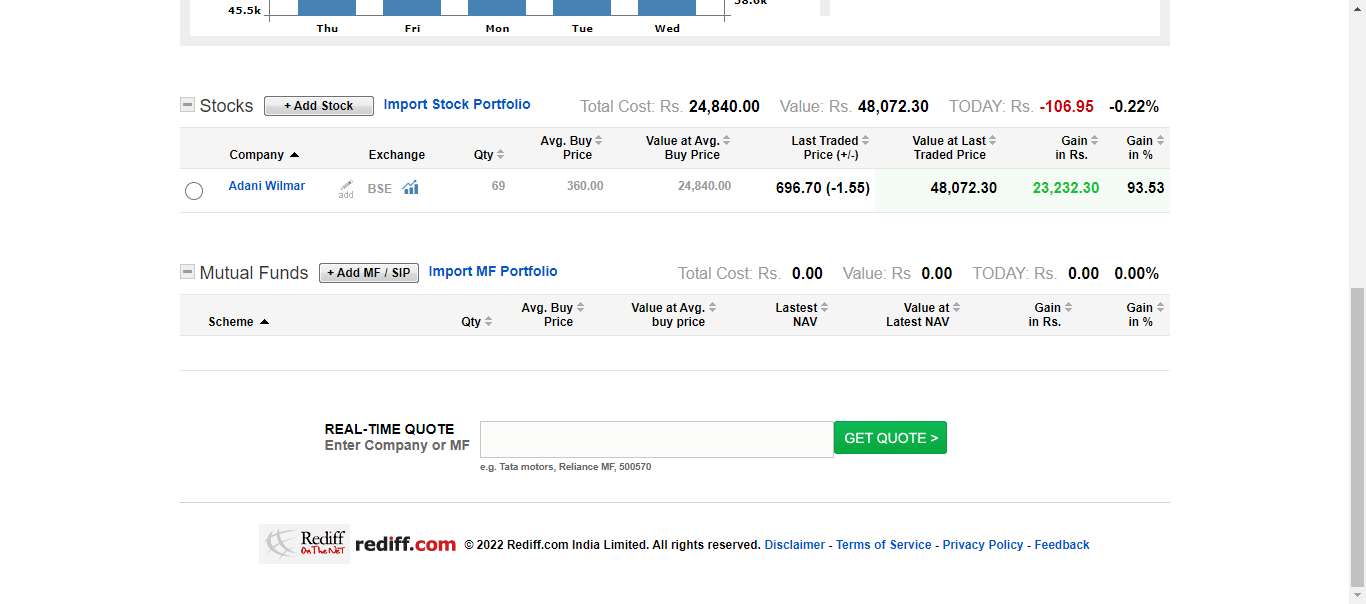 45.5k
58.0k
Thu Fri Mon Tue Wed
Stocks + Add Stock Import Stock Portfolio Total Cost: Rs. 24,840.00 Value: Rs. 48,072.30 TODAY: Rs. -106.95 -0.22%
Company Exchange Qty Avg. Buy Price Value at Avg. Buy Price Last Traded Price (+/-) Value at Last Traded Price Gain in Rs. Gain in %
Adani Wilmar add BSE 69 360.00 24,840.00 696.70 (-1.55) 48,072.30 23,232.30 93.53
Mutual Funds + Add MF / SIP Import MF Portfolio Total Cost: Rs. 0.00 Value: Rs 0.00 TODAY: Rs. 0.00 0.00%
Scheme Qty Avg. Buy Price Value at Avg. buy price Lastest NAV Value at Latest NAV Gain in Rs. Gain in %
REAL-TIME QUOTE
Enter Company or MF
GET QUOTE >
e.g. Tata motors, Reliance MF, 500570
Rediff
On The NeT
rediff.com © 2022 Rediff.com India Limited. All rights reserved. Disclaimer - Terms of Service - Privacy Policy - Feedback